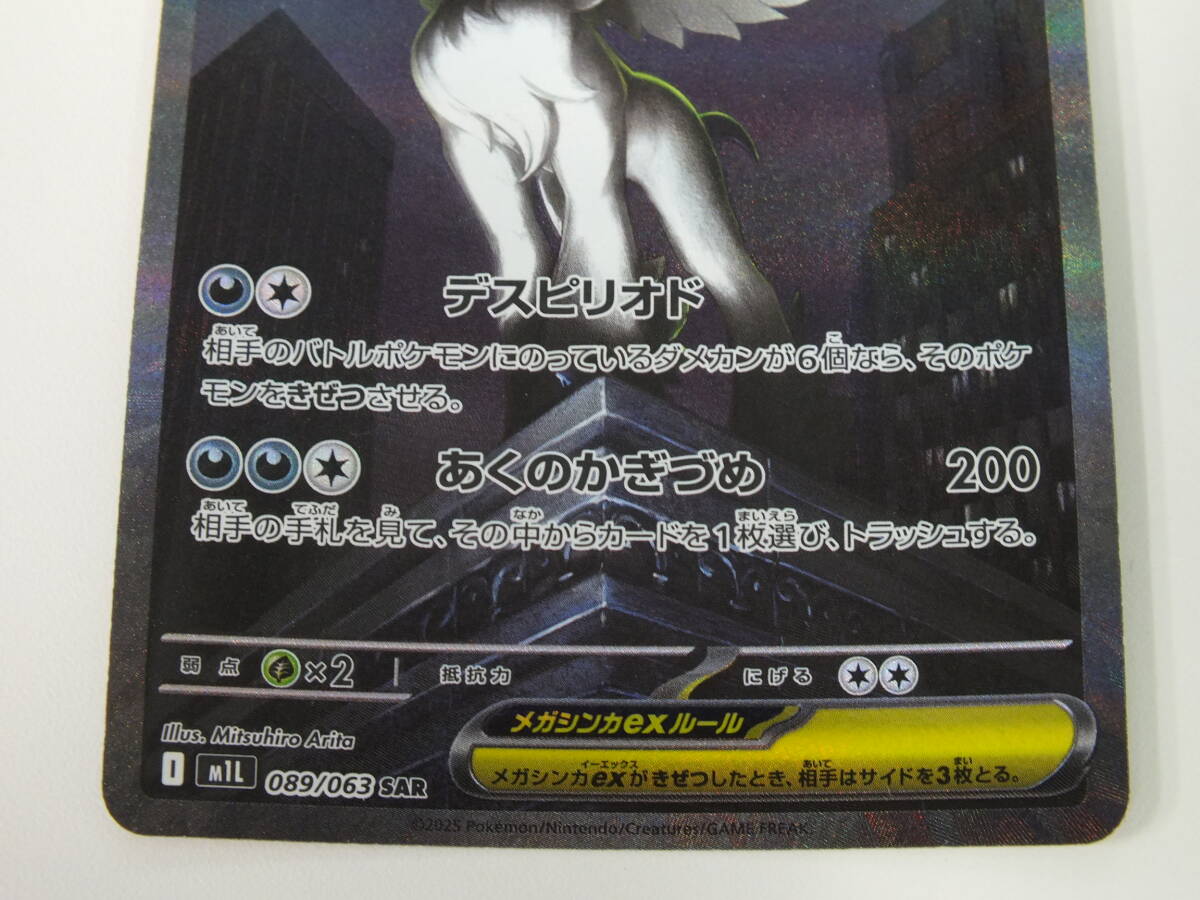 デスピリオド
相手のバトルポケモンにのっているダメカンが6個なら、そのポケ
モンをきぜつさせる。
あくのかぎづめ 200
相手の手札を見て、その中からカードを1枚選び、トラッシュする。
弱点 ×2 抵抗力 にげる
メガシンカexルール
メガシンカexがきぜつしたとき、相手はサイドを3枚とる。
Illus. Mitsuhiro Arita
I M1L 089/063 SAR
©2025 Pokémon/Nintendo/Creatures/GAME FREAK.